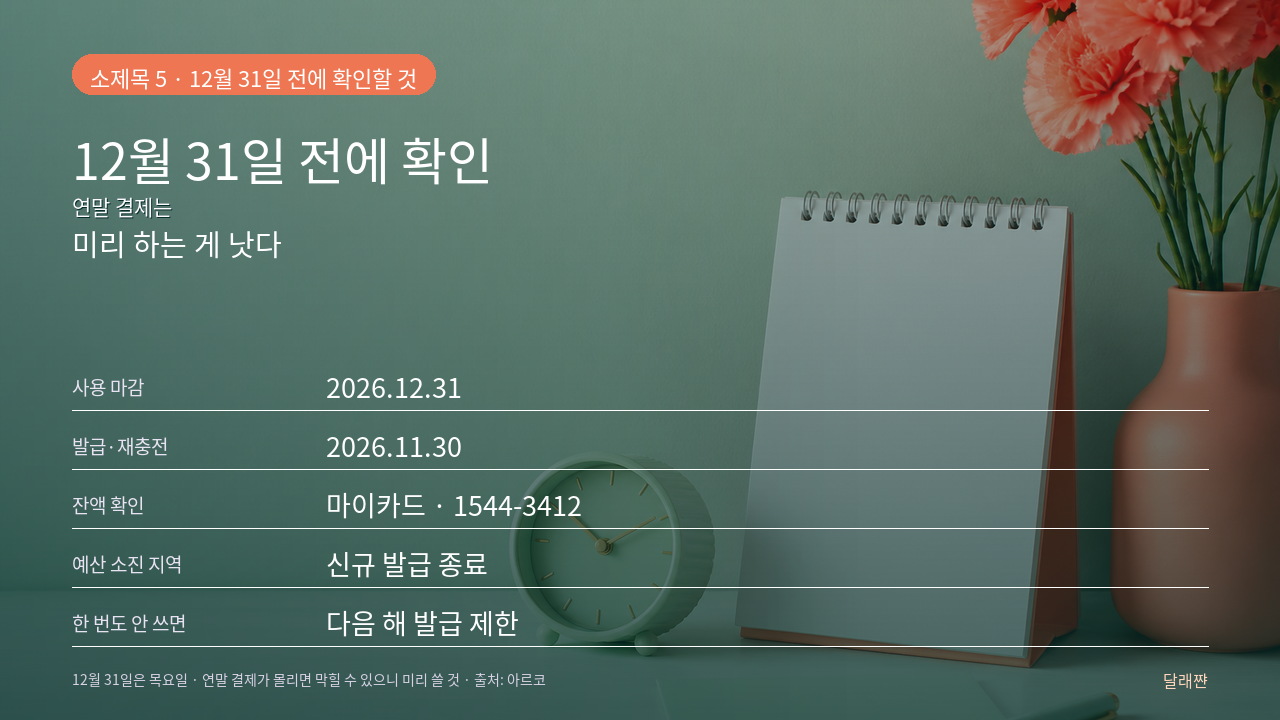 소제목 5 · 12월 31일 전에 확인할 것
12월 31일 전에 확인
연말 결제는
미리 하는 게 낫다
사용 마감 2026.12.31
발급·재충전 2026.11.30
잔액 확인 마이카드 · 1544-3412
예산 소진 지역 신규 발급 종료
한 번도 안 쓰면 다음 해 발급 제한
12월 31일은 목요일 · 연말 결제가 몰리면 막힐 수 있으니 미리 쓸 것 · 출처: 아르코
달래짠